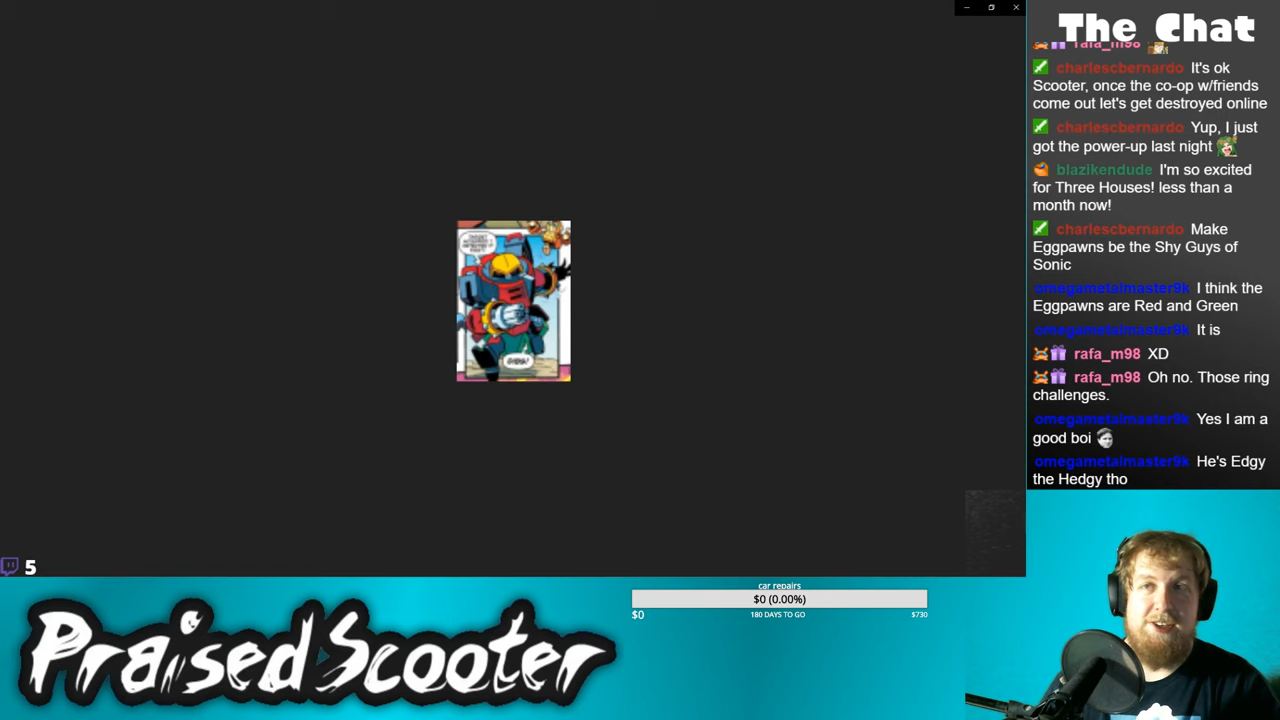 The Chat
rafa_m98
charlescbernardo It's ok
Scooter, once the co-op w/friends
come out let's get destroyed online
charlescbernardo Yup, I just
got the power-up last night
blazikendude I'm so excited
for Three Houses! less than a
month now!
charlescbernardo Make
Eggpawns be the Shy Guys of
Sonic
omegametalmaster9k I think the
Eggpawns are Red and Green
omegametalmaster9k It is
rafa_m98 XD
rafa_m98 Oh no. Those ring
challenges.
omegametalmaster9k Yes I am a
good boi
omegametalmaster9k He's Edgy
the Hedgy tho
5
PraisedScooter
car repairs
$0 (0.00%)
$0 180 DAYS TO GO $730